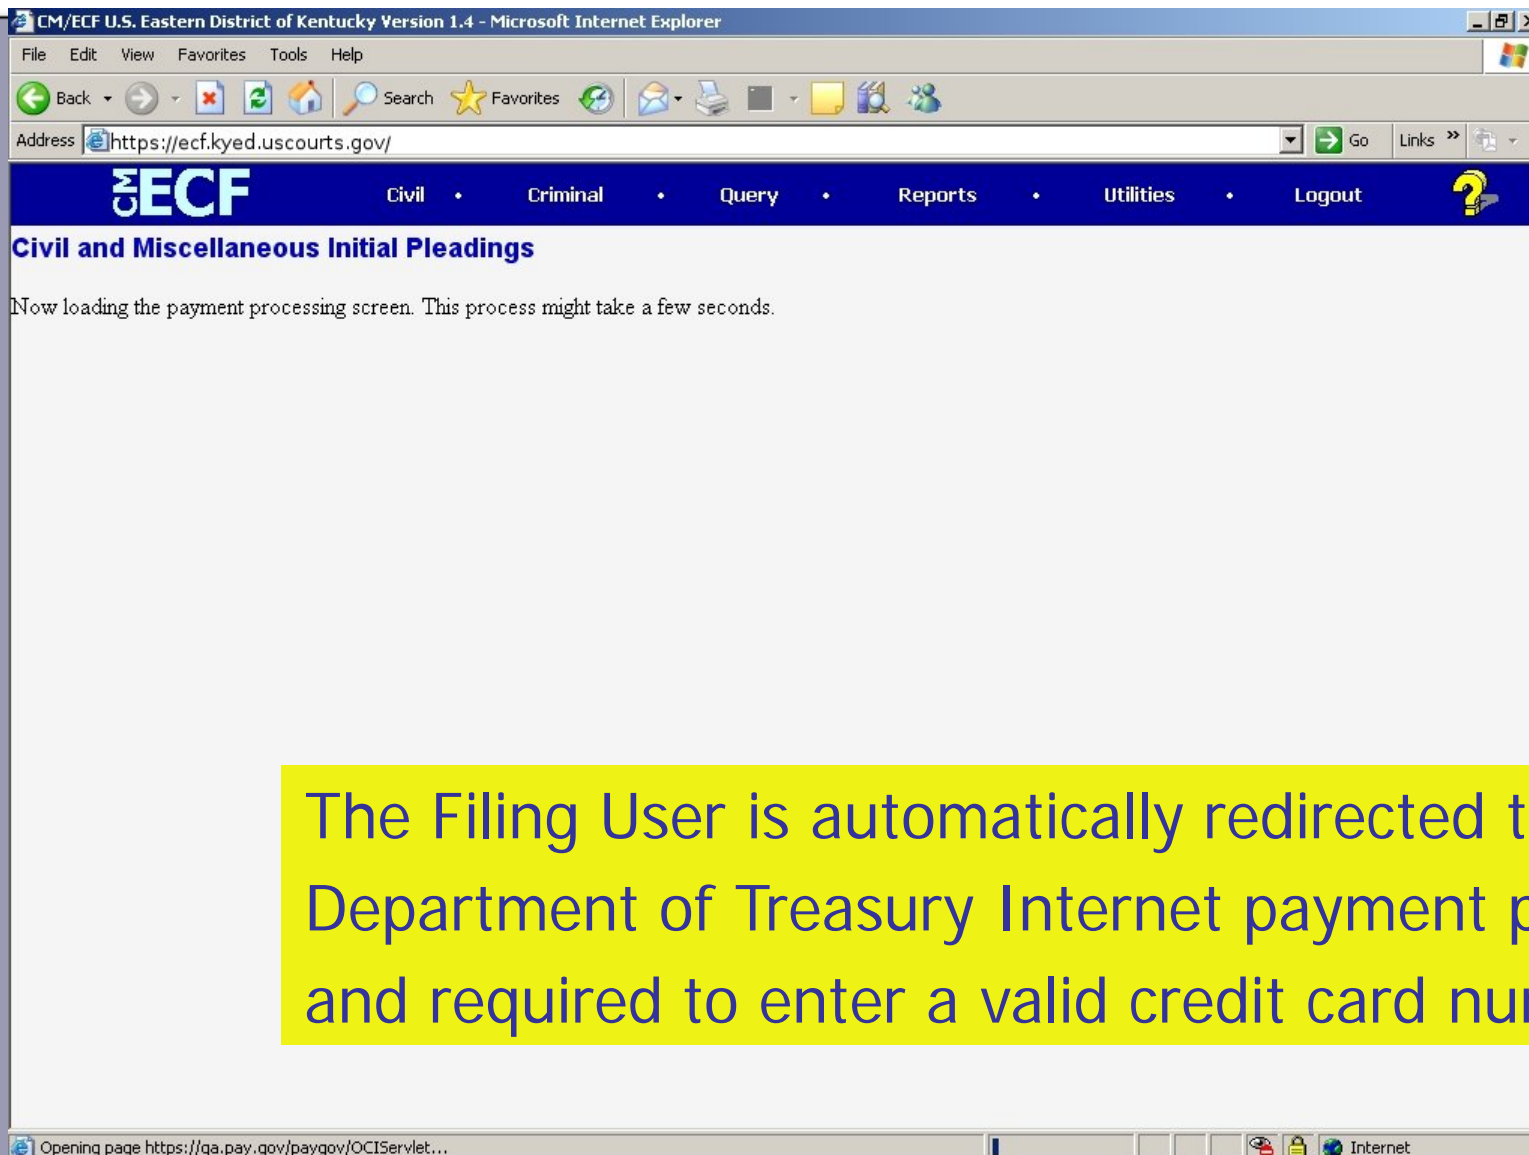 CM/ECF U.S. Eastern District of Kentucky Version 1.4 - Microsoft Internet Explorer
File Edit View Favorites Tools Help
Back Search Favorites
Address https://ecf.kyed.uscourts.gov/ Go Links »
CM ECF Civil • Criminal • Query • Reports • Utilities • Logout ?
Civil and Miscellaneous Initial Pleadings
Now loading the payment processing screen. This process might take a few seconds.
The Filing User is automatically redirected
Department of Treasury Internet payment
and required to enter a valid credit card
Opening page https://qa.pay.gov/paygov/OCIServlet... Internet